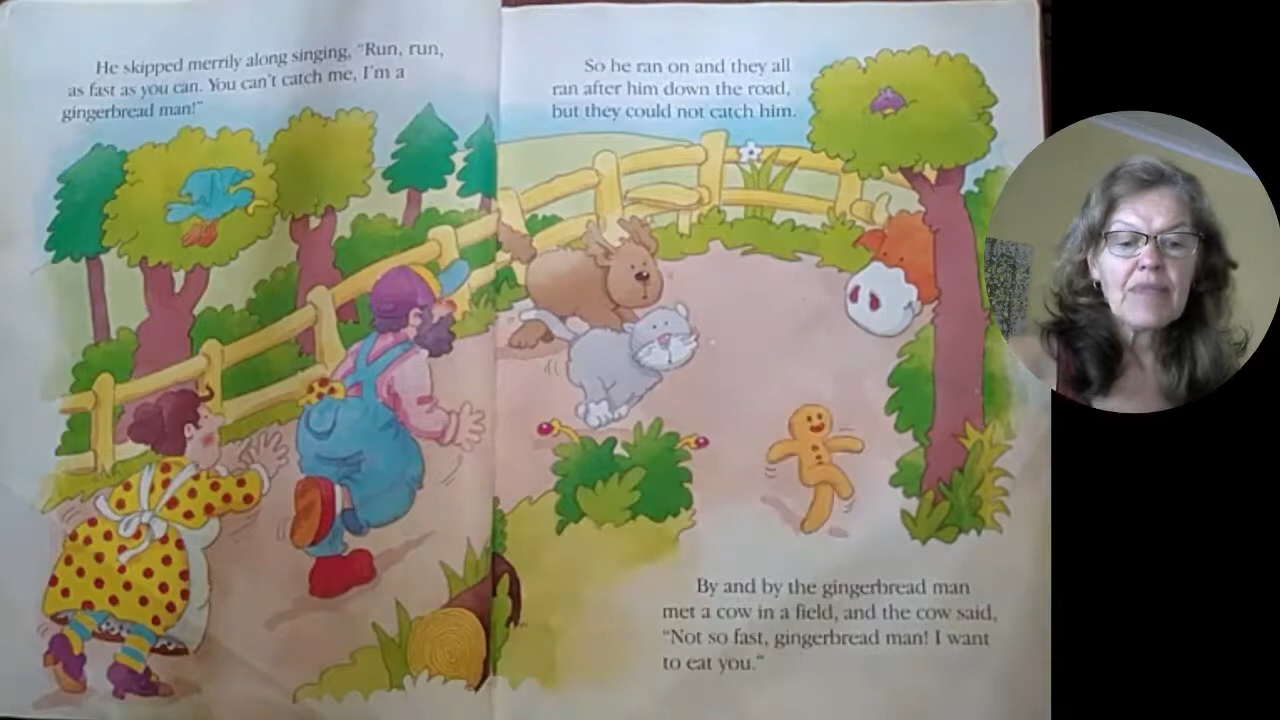 He skipped merrily along singing, "Run, run,
as fast as you can. You can't catch me, I'm a
gingerbread man!"
So he ran on and they all
ran after him down the road,
but they could not catch him.
By and by the gingerbread man
met a cow in a field, and the cow said,
"Not so fast, gingerbread man! I want
to eat you."